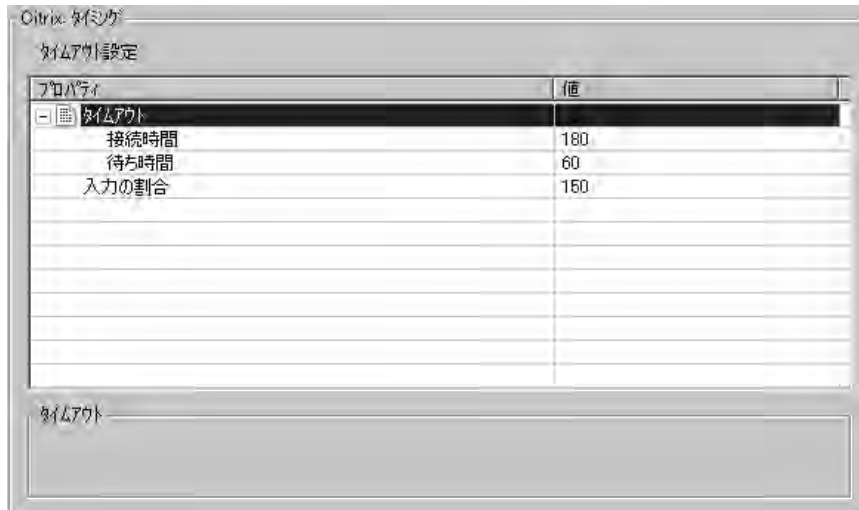 Citrix: タイミング
タイムアウト設定
プロパティ 値
タイムアウト
接続時間 180
待ち時間 60
入力の割合 150
タイムアウト